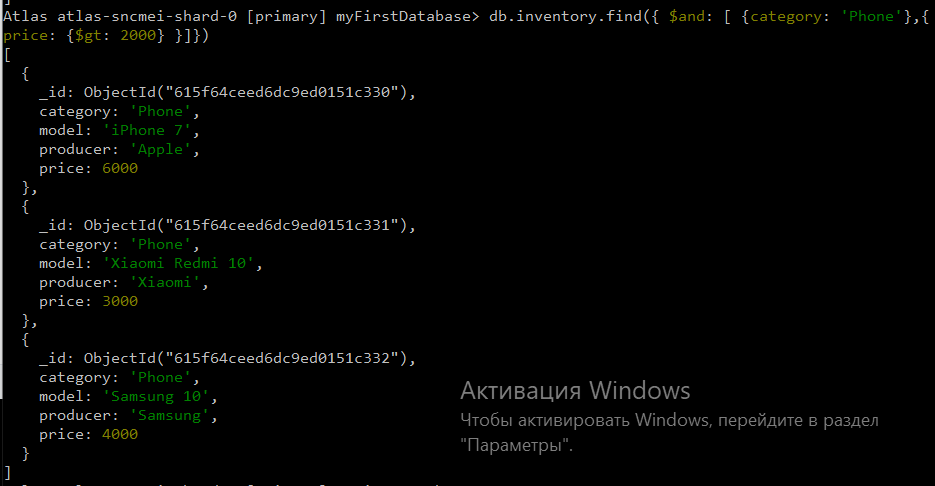 ]
Atlas atlas-sncmei-shard-0 [primary] myFirstDatabase> db.inventory.find({ $and: [ {category: 'Phone'},{
price: {$gt: 2000} }]})
[
  {
    _id: ObjectId("615f64ceed6dc9ed0151c330"),
    category: 'Phone',
    model: 'iPhone 7',
    producer: 'Apple',
    price: 6000
  },
  {
    _id: ObjectId("615f64ceed6dc9ed0151c331"),
    category: 'Phone',
    model: 'Xiaomi Redmi 10',
    producer: 'Xiaomi',
    price: 3000
  },
  {
    _id: ObjectId("615f64ceed6dc9ed0151c332"),
    category: 'Phone',
    model: 'Samsung 10',
    producer: 'Samsung',
    price: 4000
  }
]
Активация Windows
Чтобы активировать Windows, перейдите в раздел
"Параметры".